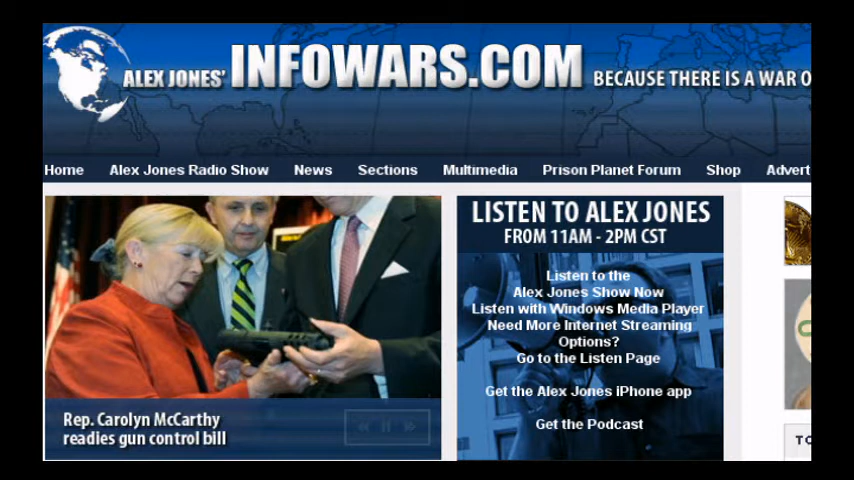 ALEX JONES' INFOWARS.COM BECAUSE THERE IS A WAR O
Home Alex Jones Radio Show News Sections Multimedia Prison Planet Forum Shop Advert
LISTEN TO ALEX JONES
FROM 11AM - 2PM CST
Listen to the
Alex Jones Show Now
Listen with Windows Media Player
Need More Internet Streaming
Options?
Go to the Listen Page
Get the Alex Jones iPhone app
Get the Podcast
Rep. Carolyn McCarthy
readies gun control bill
TO